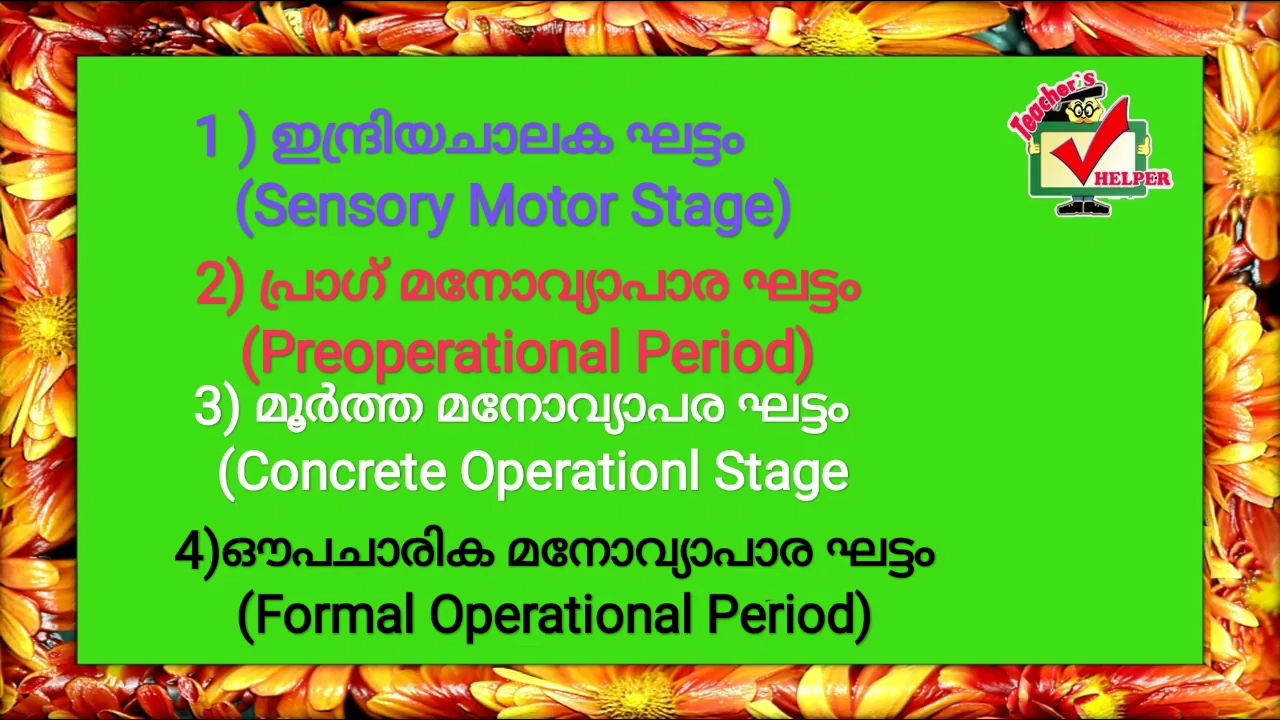 Teacher's
HELPER
1 ) ഇന്ദ്രിയചാലക ഘട്ടം
(Sensory Motor Stage)
2) പ്രാഗ് മനോവ്യാപാര ഘട്ടം
(Preoperational Period)
3) മൂർത്ത മനോവ്യാപര ഘട്ടം
(Concrete Operationl Stage
4)ഔപചാരിക മനോവ്യാപാര ഘട്ടം
(Formal Operational Period)